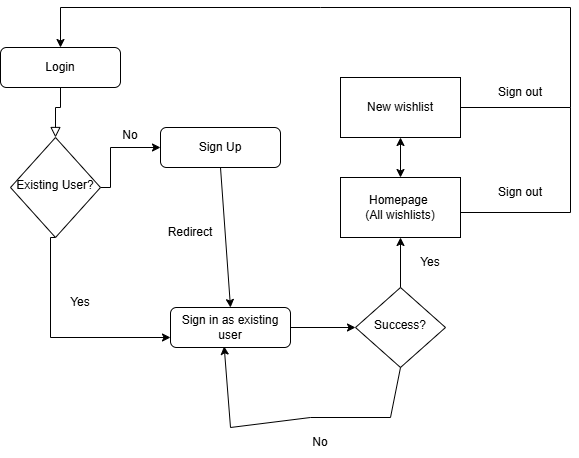 Login
Sign out
New wishlist
No
Sign Up
Existing User?
Sign out
Homepage
(All wishlists)
Redirect
Yes
Yes
Sign in as existing
user
Success?
No